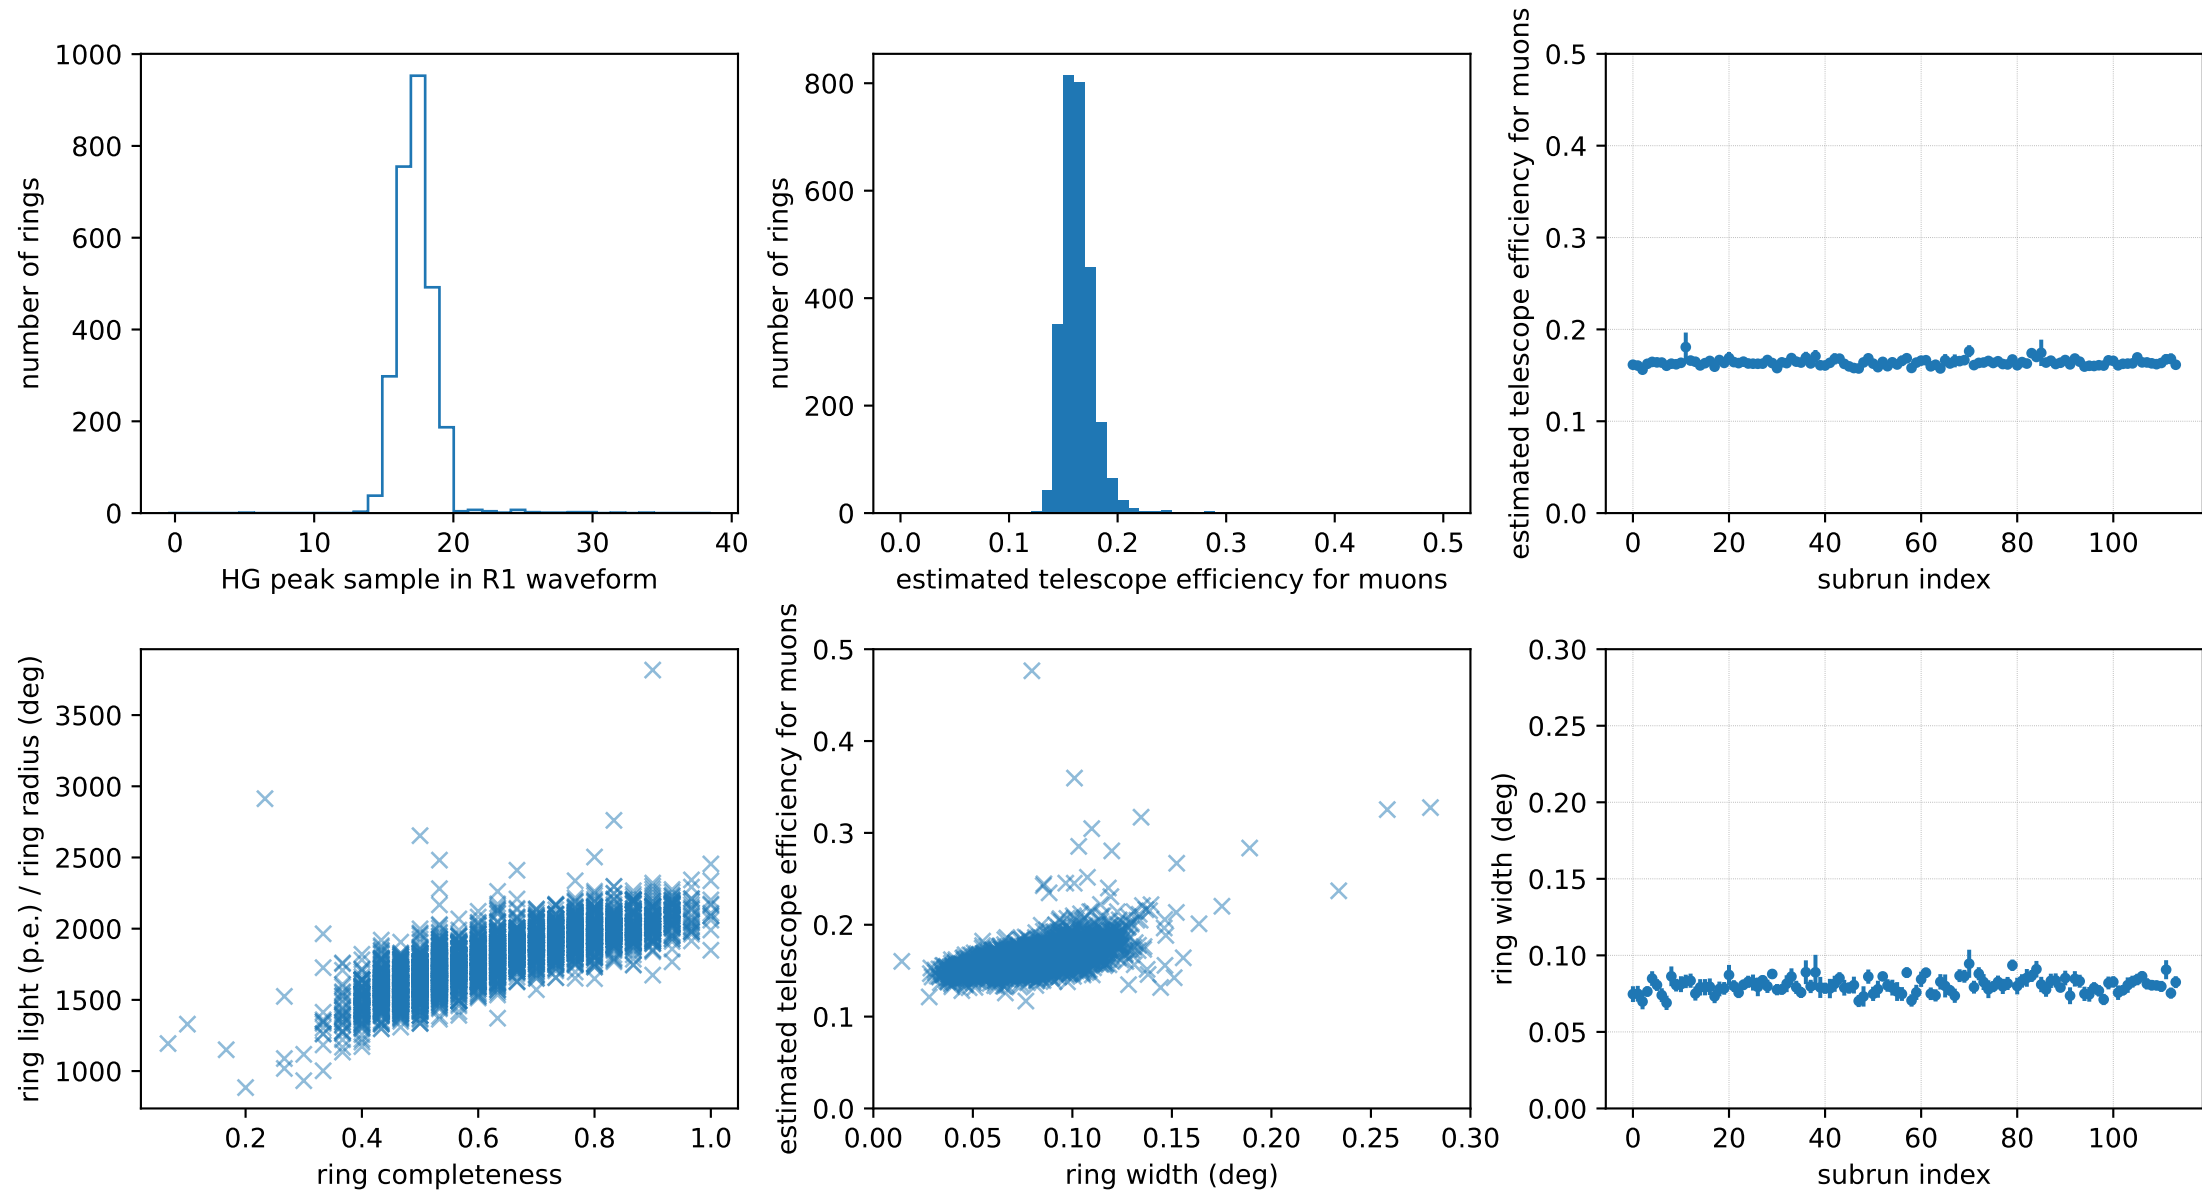 1000
800
600
400
200
0
number of rings
0 10 20 30 40
HG peak sample in R1 waveform
800
600
400
200
0
number of rings
0.0 0.1 0.2 0.3 0.4 0.5
estimated telescope efficiency for muons
0.5
0.4
0.3
0.2
0.1
0.0
estimated telescope efficiency for muons
0 20 40 60 80 100
subrun index
3500
3000
2500
2000
1500
1000
ring light (p.e.) / ring radius (deg)
0.2 0.4 0.6 0.8 1.0
ring completeness
0.5
0.4
0.3
0.2
0.1
0.0
estimated telescope efficiency for muons
0.00 0.05 0.10 0.15 0.20 0.25 0.30
ring width (deg)
0.30
0.25
0.20
0.15
0.10
0.05
0.00
ring width (deg)
0 20 40 60 80 100
subrun index